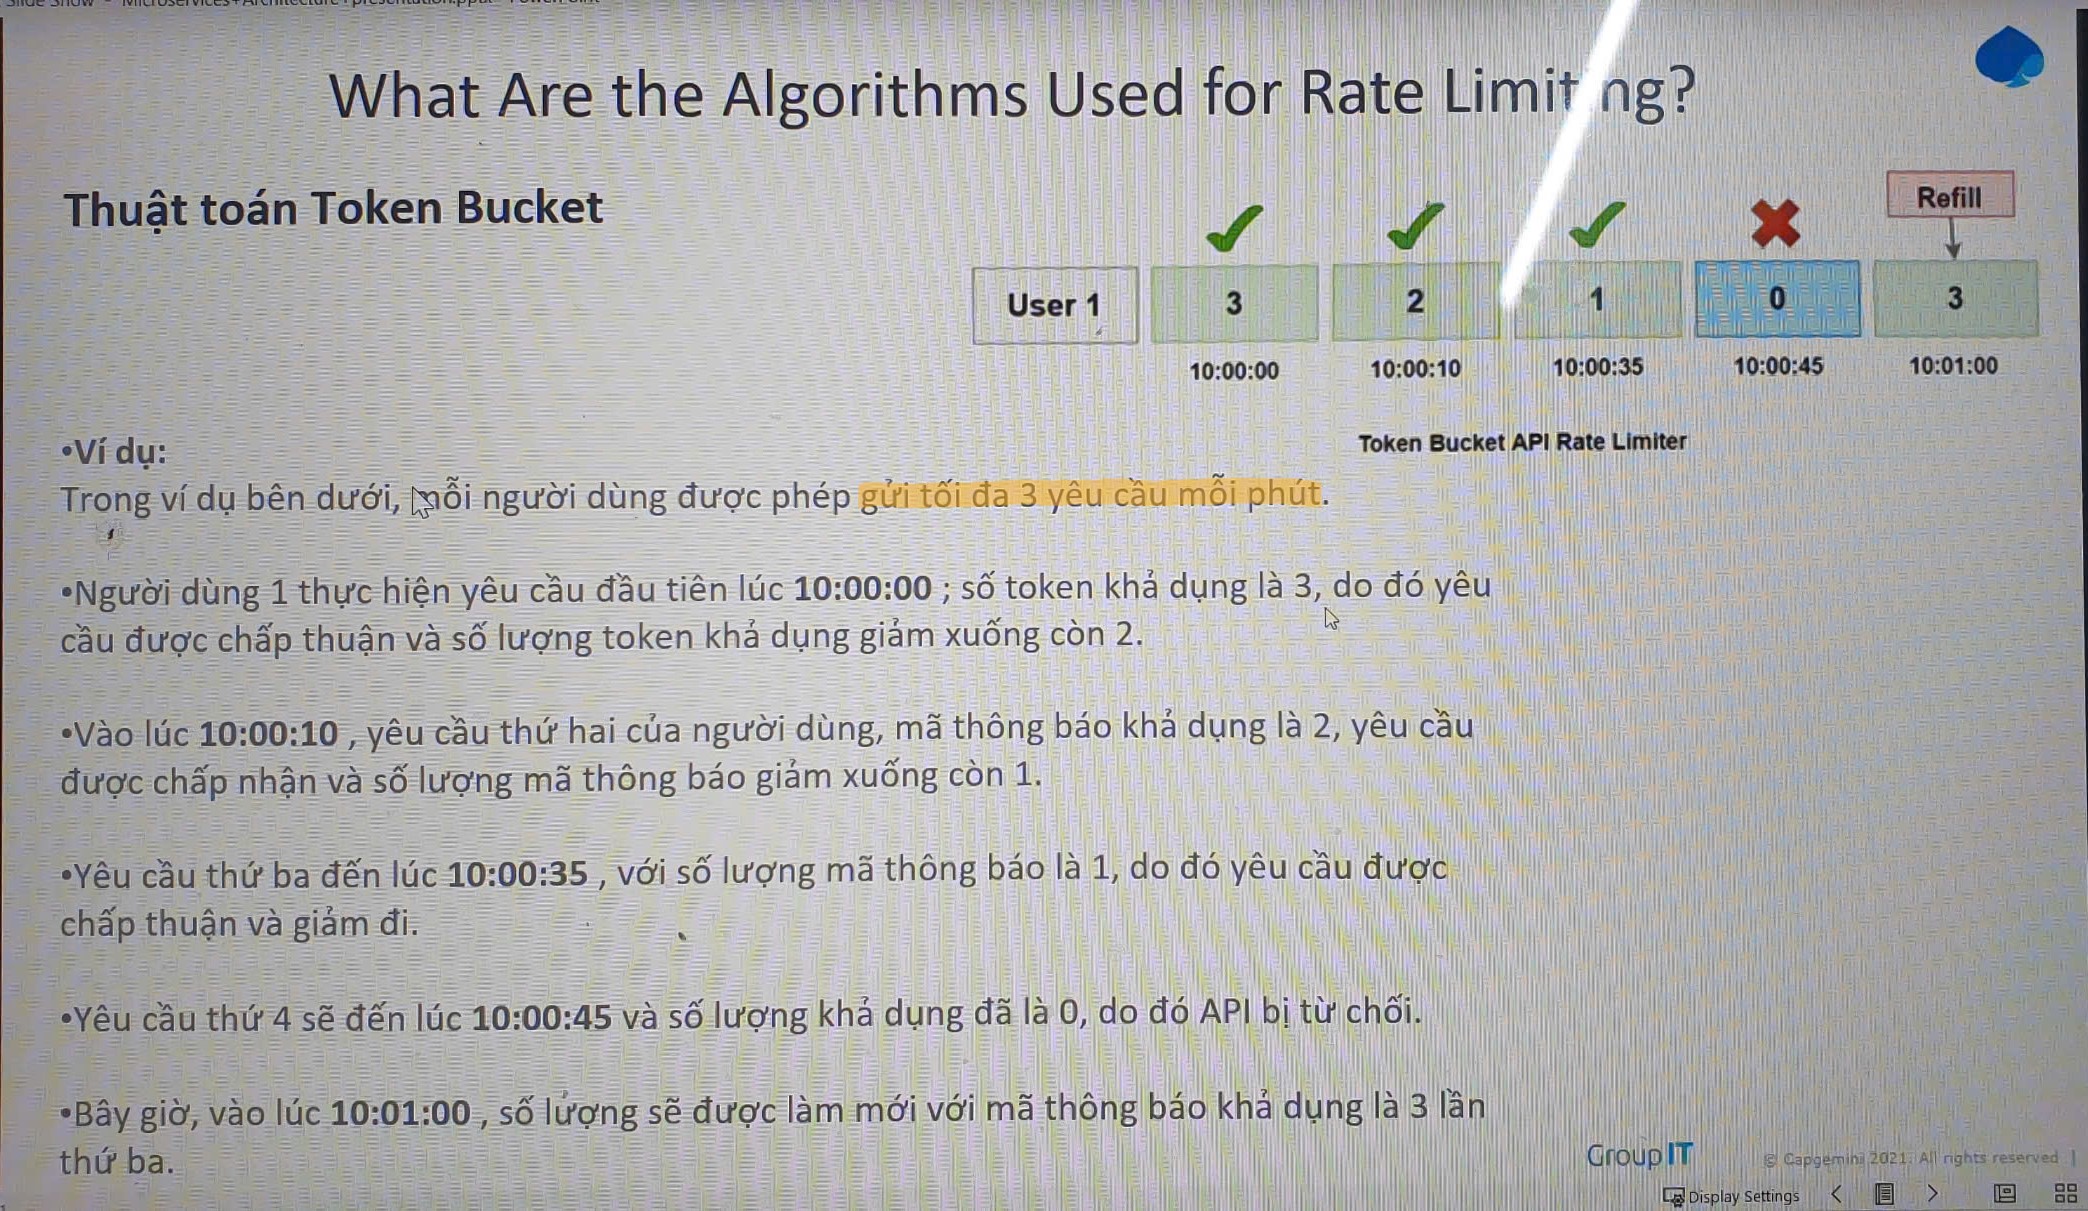 What Are the Algorithms Used for Rate Limiting?
Thuật toán Token Bucket
Refill
User 1
3
2
1
0
3
10:00:00
10:00:10
10:00:35
10:00:45
10:01:00
Token Bucket API Rate Limiter
•Ví dụ:
Trong ví dụ bên dưới, mỗi người dùng được phép gửi tối đa 3 yêu cầu mỗi phút.
•Người dùng 1 thực hiện yêu cầu đầu tiên lúc 10:00:00 ; số token khả dụng là 3, do đó yêu
cầu được chấp thuận và số lượng token khả dụng giảm xuống còn 2.
•Vào lúc 10:00:10 , yêu cầu thứ hai của người dùng, mã thông báo khả dụng là 2, yêu cầu
được chấp nhận và số lượng mã thông báo giảm xuống còn 1.
•Yêu cầu thứ ba đến lúc 10:00:35 , với số lượng mã thông báo là 1, do đó yêu cầu được
chấp thuận và giảm đi.
•Yêu cầu thứ 4 sẽ đến lúc 10:00:45 và số lượng khả dụng đã là 0, do đó API bị từ chối.
•Bây giờ, vào lúc 10:01:00 , số lượng sẽ được làm mới với mã thông báo khả dụng là 3 lần
thứ ba.
GroupIT
© Capgemini 2021. All rights reserved |
Display Settings